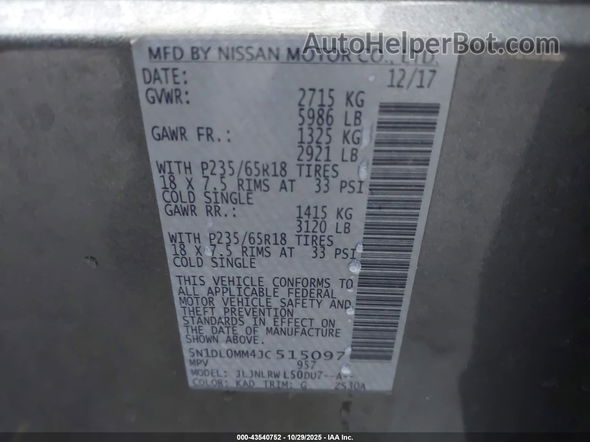 AutoHelperBot.com
MFD BY NISSAN MOTOR CO., LTD.
DATE: 12/17
GVWR: 2715 KG
5986 LB
GAWR FR.: 1325 KG
2921 LB
WITH P235/65R18 TIRES
18 X 7.5 RIMS AT 33 PSI
COLD SINGLE
GAWR RR.: 1415 KG
3120 LB
WITH P235/65R18 TIRES
18 X 7.5 RIMS AT 33 PSI
COLD SINGLE
THIS VEHICLE CONFORMS TO
ALL APPLICABLE FEDERAL
MOTOR VEHICLE SAFETY AND
THEFT PREVENTION
STANDARDS IN EFFECT ON
THE DATE OF MANUFACTURE
SHOWN ABOVE.
5N1DL0MM4JC515097
MPV 9S7
MODEL: JLJNLRWL50DU7--A--
COLOR: KAD TRIM: G 2530A
000-43540752 - 10/29/2025 - IAA Inc.